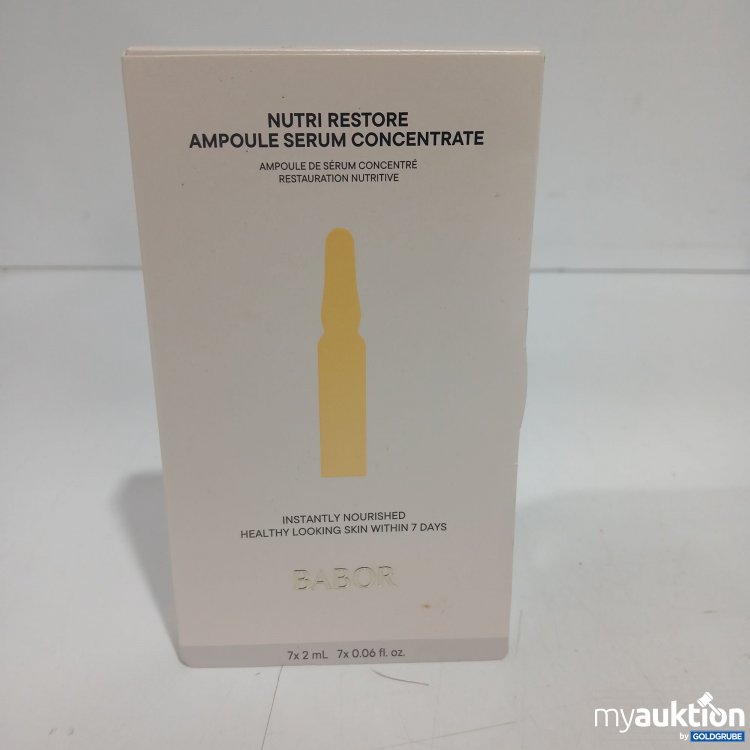 NUTRI RESTORE
AMPOULE SERUM CONCENTRATE
AMPOULE DE SÉRUM CONCENTRÉ
RESTAURATION NUTRITIVE
INSTANTLY NOURISHED
HEALTHY LOOKING SKIN WITHIN 7 DAYS
BABOR
7x 2 mL 7x 0.06 fl. oz.
myauktion
by GOLDGRUBE